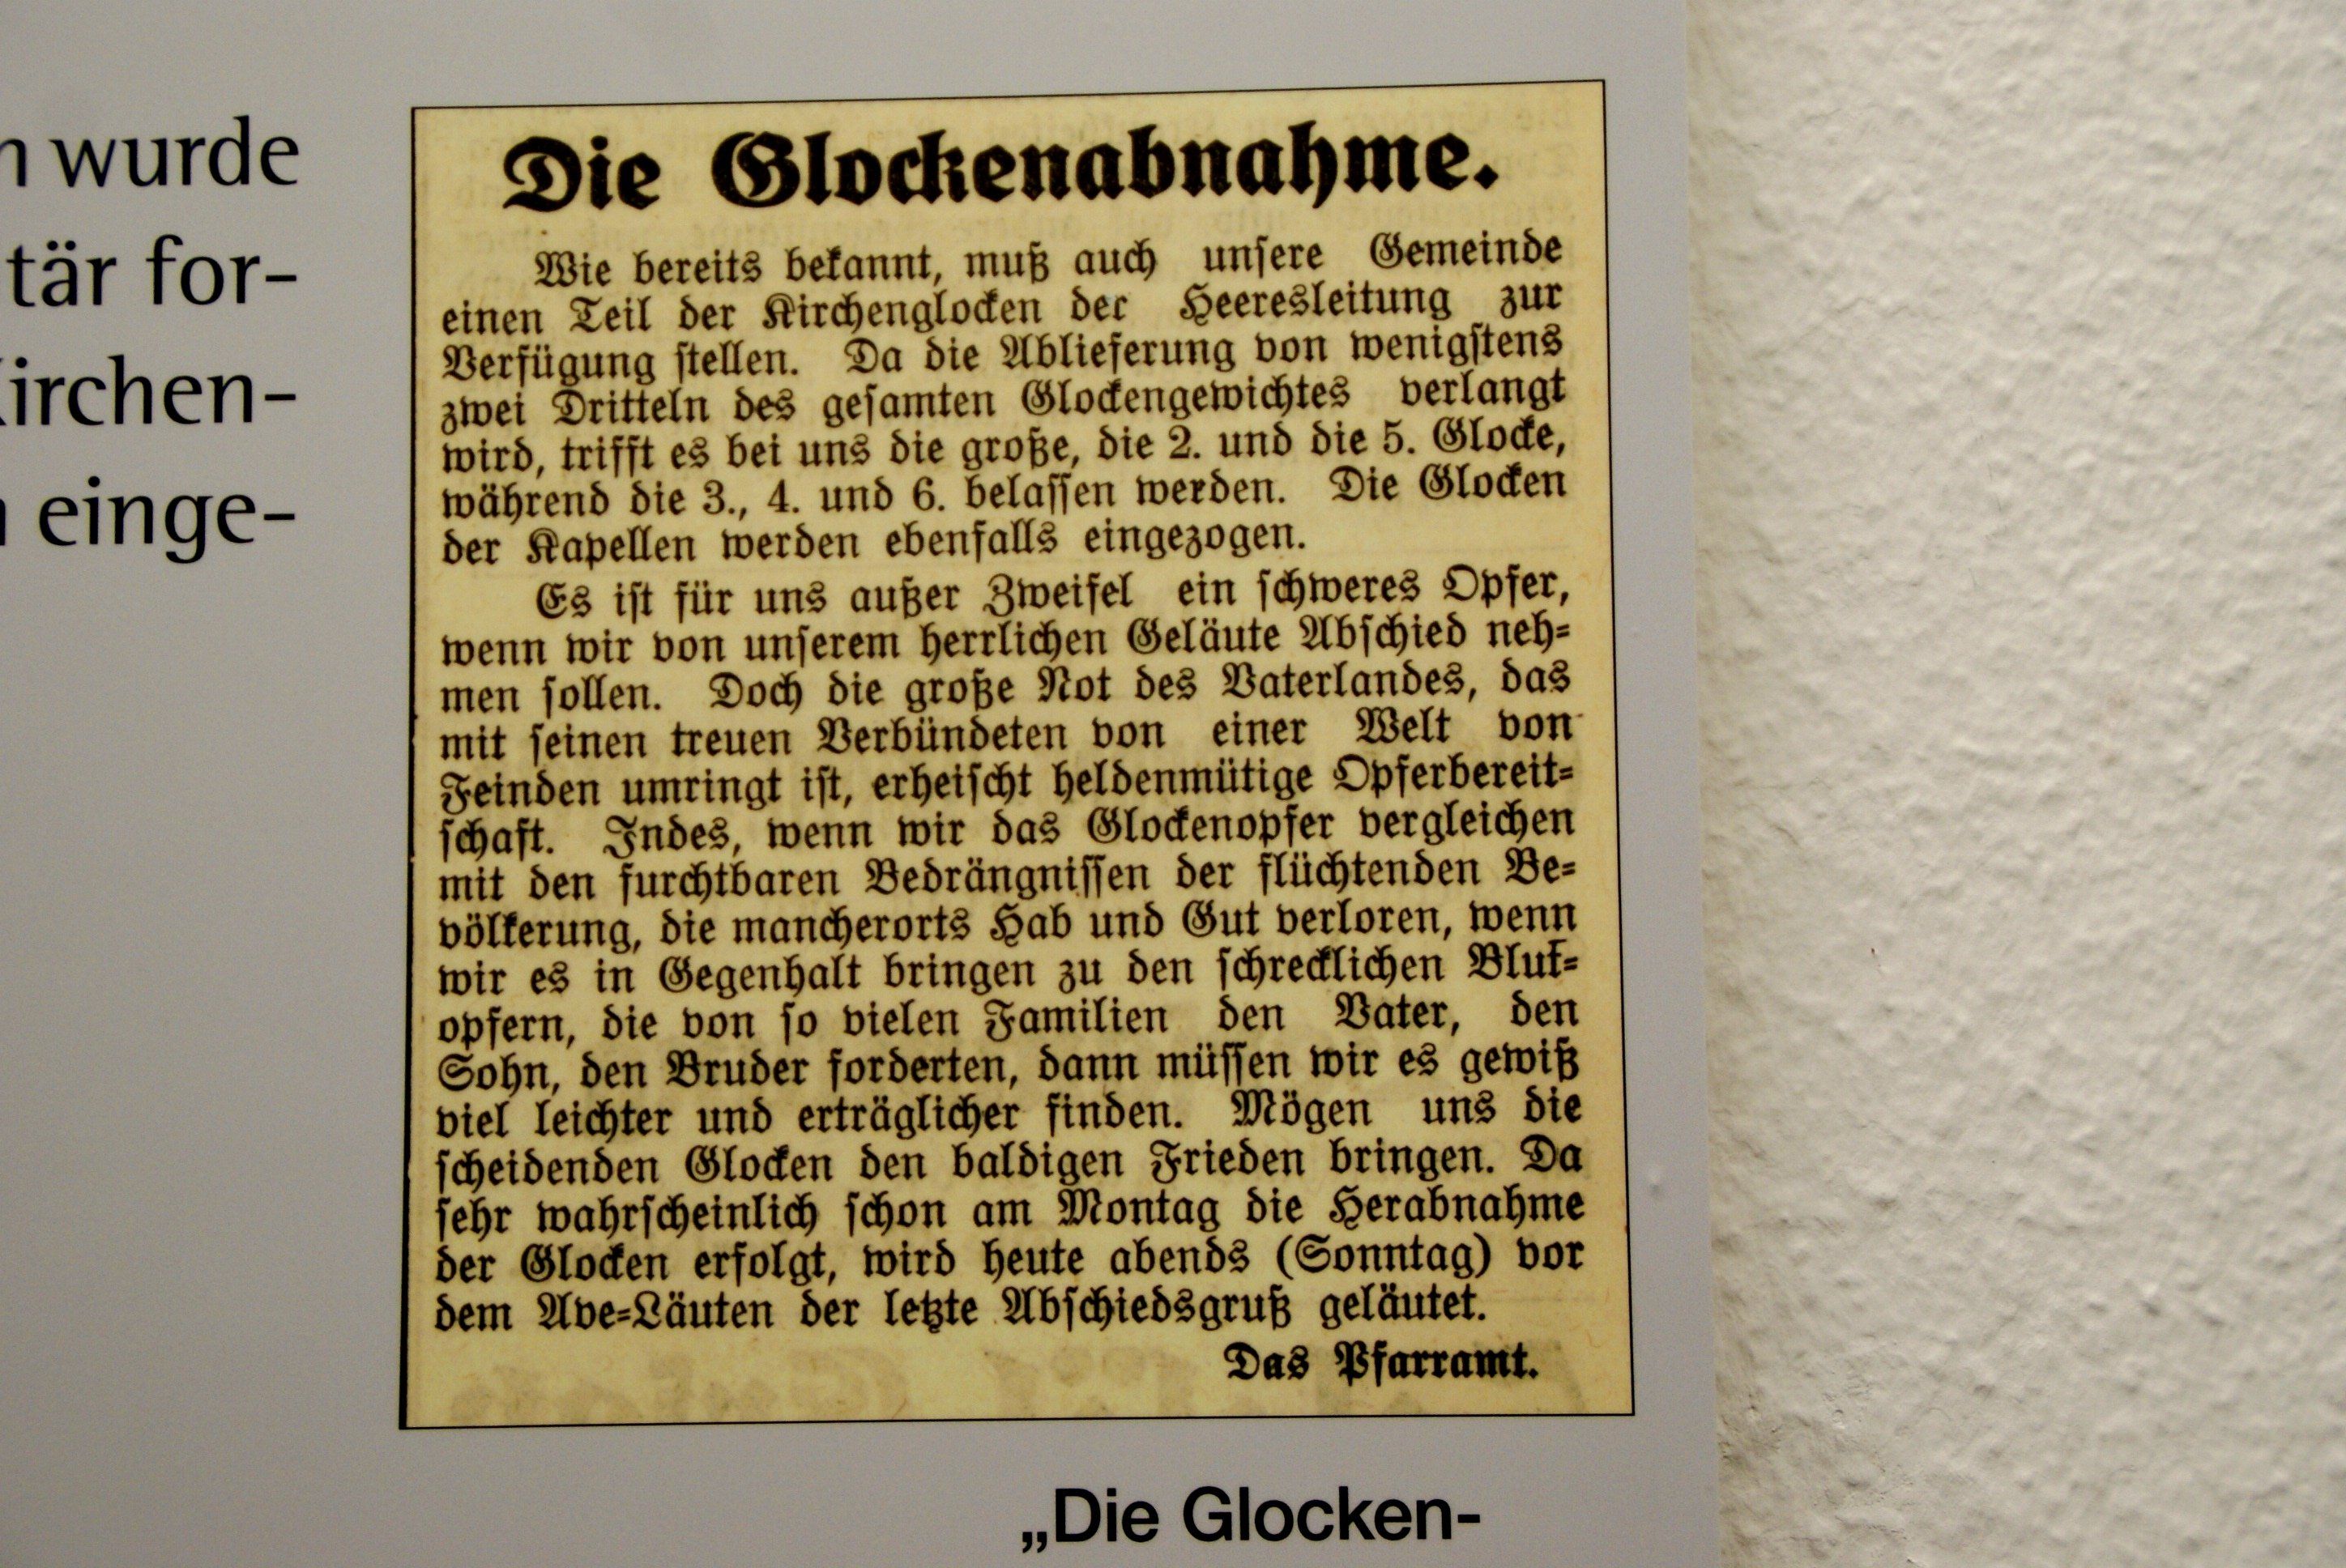 wurde
tär for-
irchen-
einge-
Die Glockenabnahme.
Wie bereits bekannt, muß auch unsere Gemeinde
einen Teil der Kirchenglocken der Heeresleitung zur
Verfügung stellen. Da die Ablieferung von wenigstens
zwei Dritteln des gesamten Glockengewichtes verlangt
wird, trifft es bei uns die große, die 2. und die 5. Glocke,
während die 3., 4. und 6. belassen werden. Die Glocken
der Kapellen werden ebenfalls eingezogen.
Es ist für uns außer Zweifel ein schweres Opfer,
wenn wir von unserem herrlichen Geläute Abschied neh-
men sollen. Doch die große Not des Vaterlandes, das
mit seinen treuen Verbündeten von einer Welt von
Feinden umringt ist, erheischt heldenmütige Opferbereit-
schaft. Indes, wenn wir das Glockenopfer vergleichen
mit den furchtbaren Bedrängnissen der flüchtenden Be-
völkerung, die mancherorts Hab und Gut verloren, wenn
wir es in Gegenhalt bringen zu den schrecklichen Blut-
opfern, die von so vielen Familien den Vater, den
Sohn, den Bruder forderten, dann müssen wir es gewiß
viel leichter und erträglicher finden. Mögen uns die
scheidenden Glocken den baldigen Frieden bringen. Da
sehr wahrscheinlich schon am Montag die Herabnahme
der Glocken erfolgt, wird heute abends (Sonntag) vor
dem Ave-Läuten der letzte Abschiedsgruß geläutet.
Das Pfarramt.
„Die Glocken-